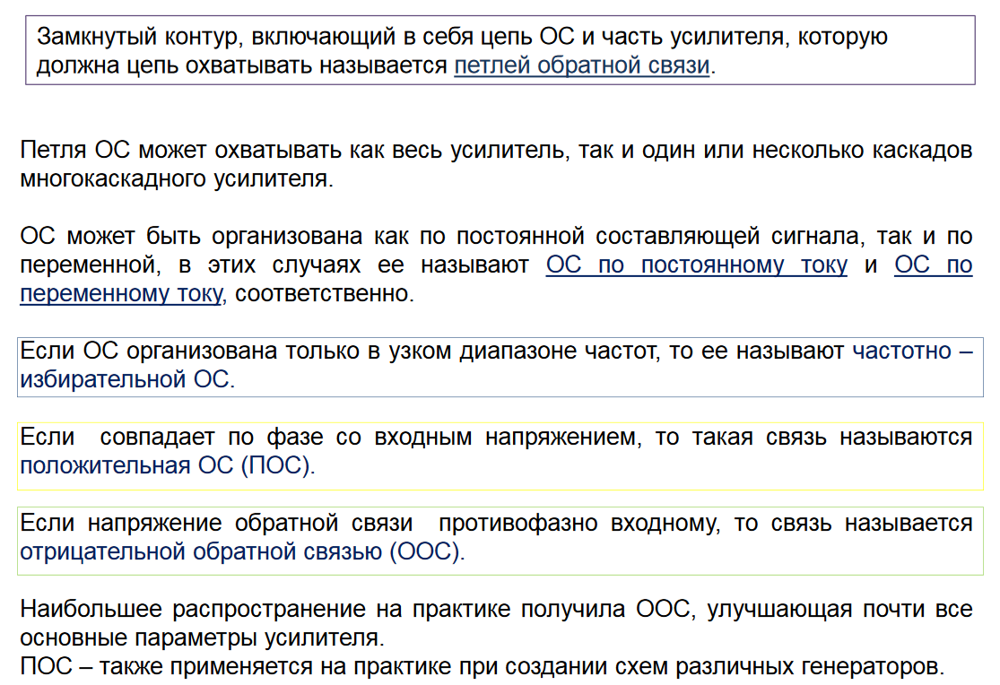 Замкнутый контур, включающий в себя цепь ОС и часть усилителя, которую
должна цепь охватывать называется петлей обратной связи.
Петля ОС может охватывать как весь усилитель, так и один или несколько каскадов
многокаскадного усилителя.
ОС может быть организована как по постоянной составляющей сигнала, так и по
переменной, в этих случаях ее называют ОС по постоянному току и ОС по
переменному току, соответственно.
Если ОС организована только в узком диапазоне частот, то ее называют частотно –
избирательной ОС.
Если совпадает по фазе со входным напряжением, то такая связь называются
положительная ОС (ПОС).
Если напряжение обратной связи противофазно входному, то связь называется
отрицательной обратной связью (ООС).
Наибольшее распространение на практике получила ООС, улучшающая почти все
основные параметры усилителя.
ПОС – также применяется на практике при создании схем различных генераторов.